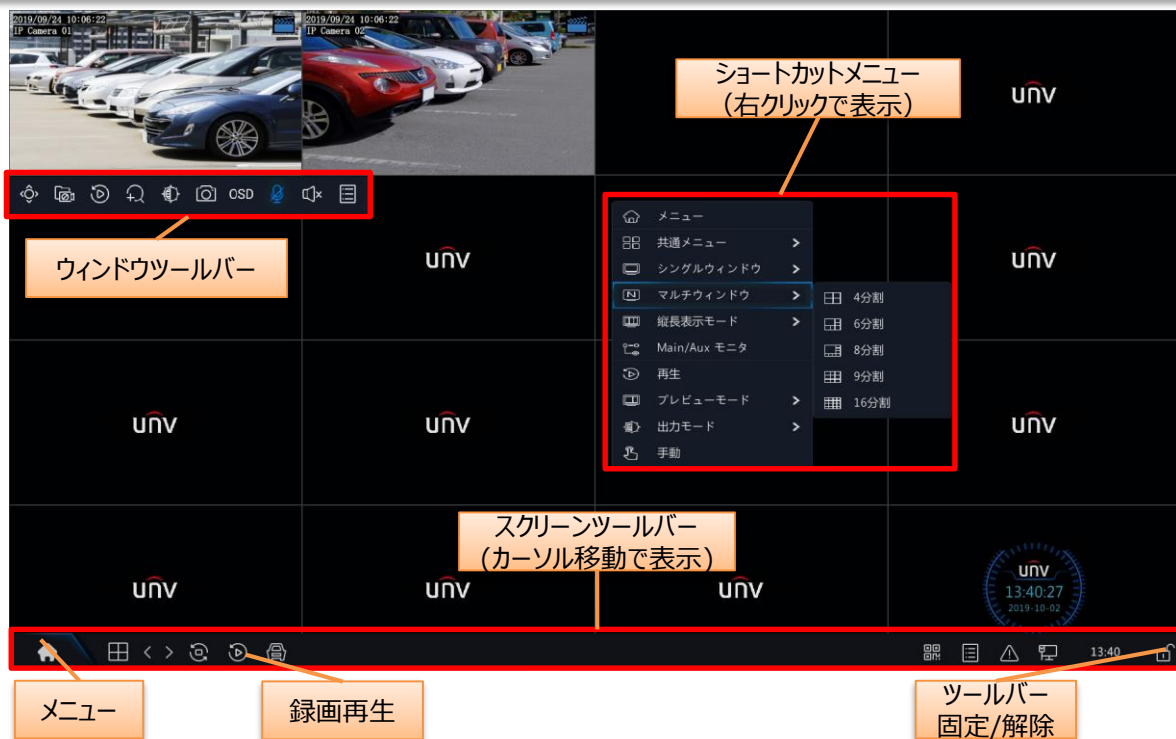 2019/09/24 10:06:22
IP Camera 01
2019/09/24 10:06:22
IP Camera 02
ショートカットメニュー
(右クリックで表示)
unv
OSD
ウィンドウツールバー
unv
unv
メニュー
共通メニュー
シングルウィンドウ
マルチウィンドウ
縦長表示モード
Main/Aux モニタ
再生
プレビューモード
出力モード
手動
4分割
6分割
8分割
9分割
16分割
unv
unv
unv
スクリーンツールバー
(カーソル移動で表示)
unv
unv
unv
unv
13:40:27
2019-10-02
13:40
メニュー
録画再生
ツールバー
固定/解除